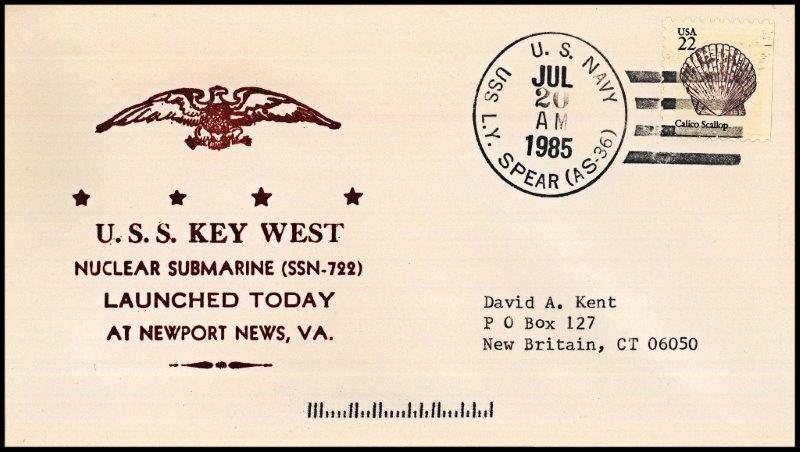 U. S. NAVY
USS L.Y. SPEAR (AS-36)
JUL
20
AM
1985
USA
22
Calico Scallop
U. S. S. KEY WEST
NUCLEAR SUBMARINE (SSN-722)
LAUNCHED TODAY
AT NEWPORT NEWS, VA.
David A. Kent
P O Box 127
New Britain, CT 06050